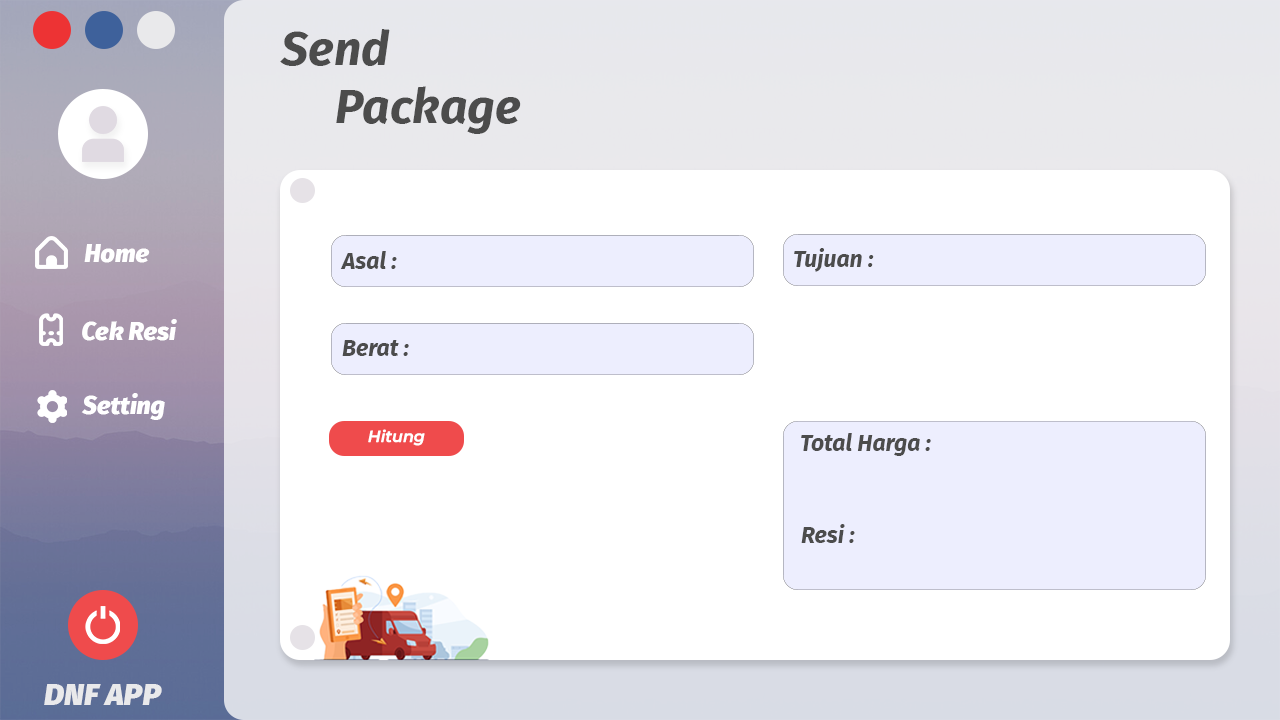 Send
Package
Home
Cek Resi
Setting
DNF APP
Asal :
Tujuan :
Berat :
Hitung
Total Harga :
Resi :